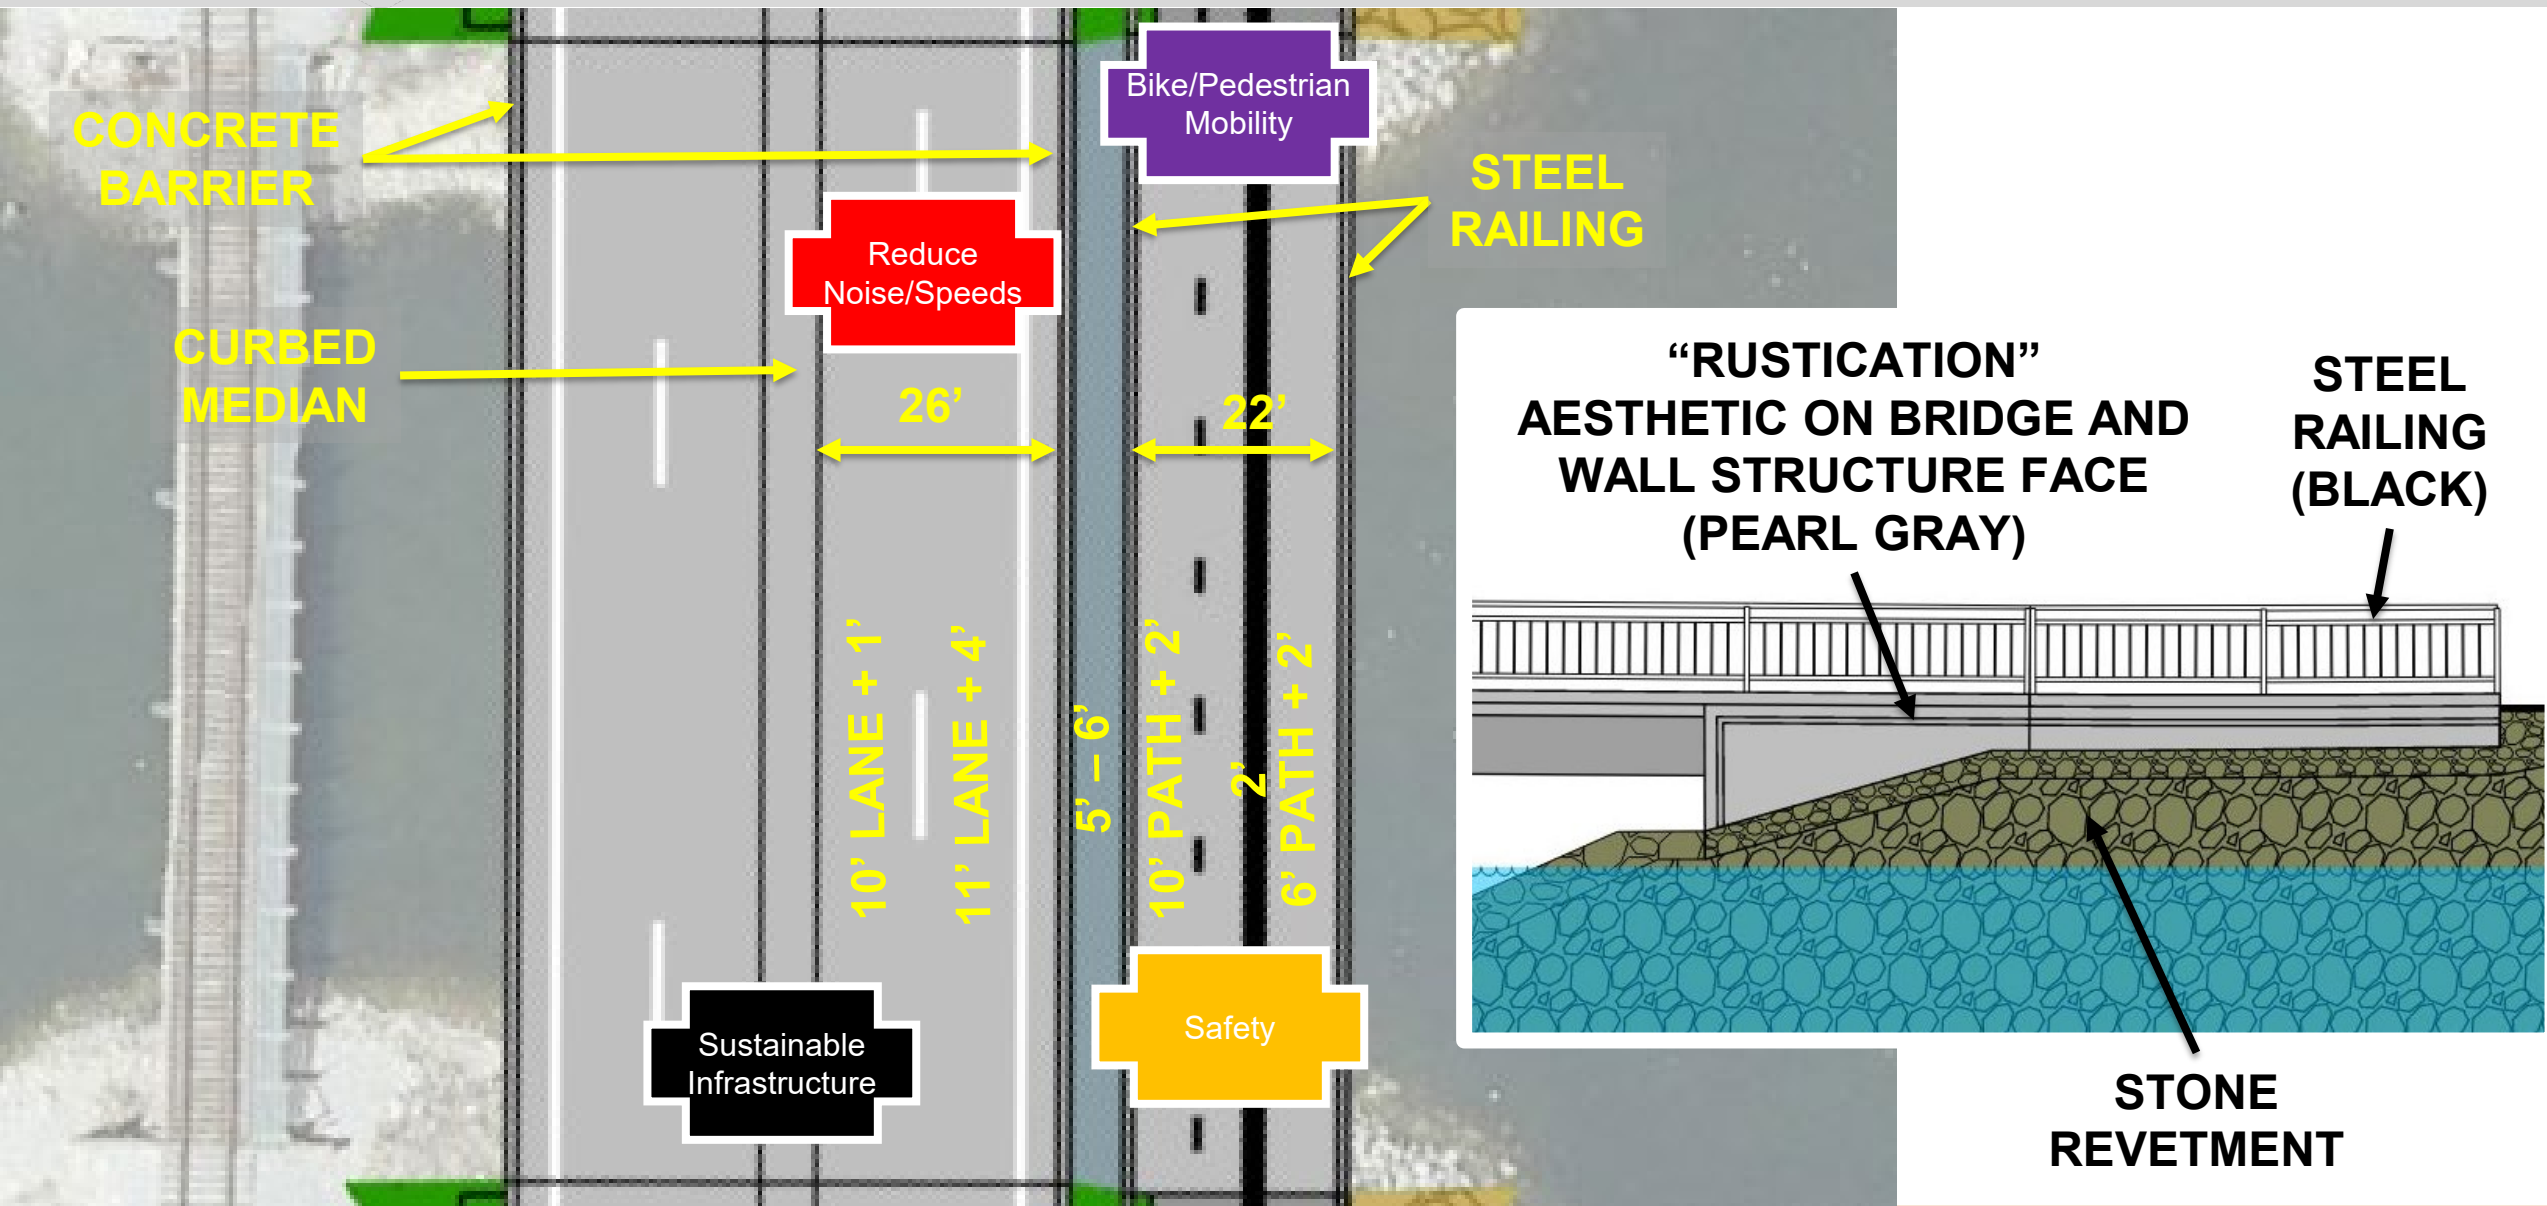 CONCRETE
BARRIER
Bike/Pedestrian
Mobility
STEEL
RAILING
Reduce
Noise/Speeds
CURBED
MEDIAN
26’
22’
“RUSTICATION”
AESTHETIC ON BRIDGE AND
WALL STRUCTURE FACE
(PEARL GRAY)
STEEL
RAILING
(BLACK)
10’ LANE + 1’
11’ LANE + 4’
5’ – 6’
10’ PATH + 2’
2’
6’ PATH + 2’
Sustainable
Infrastructure
Safety
STONE
REVETMENT